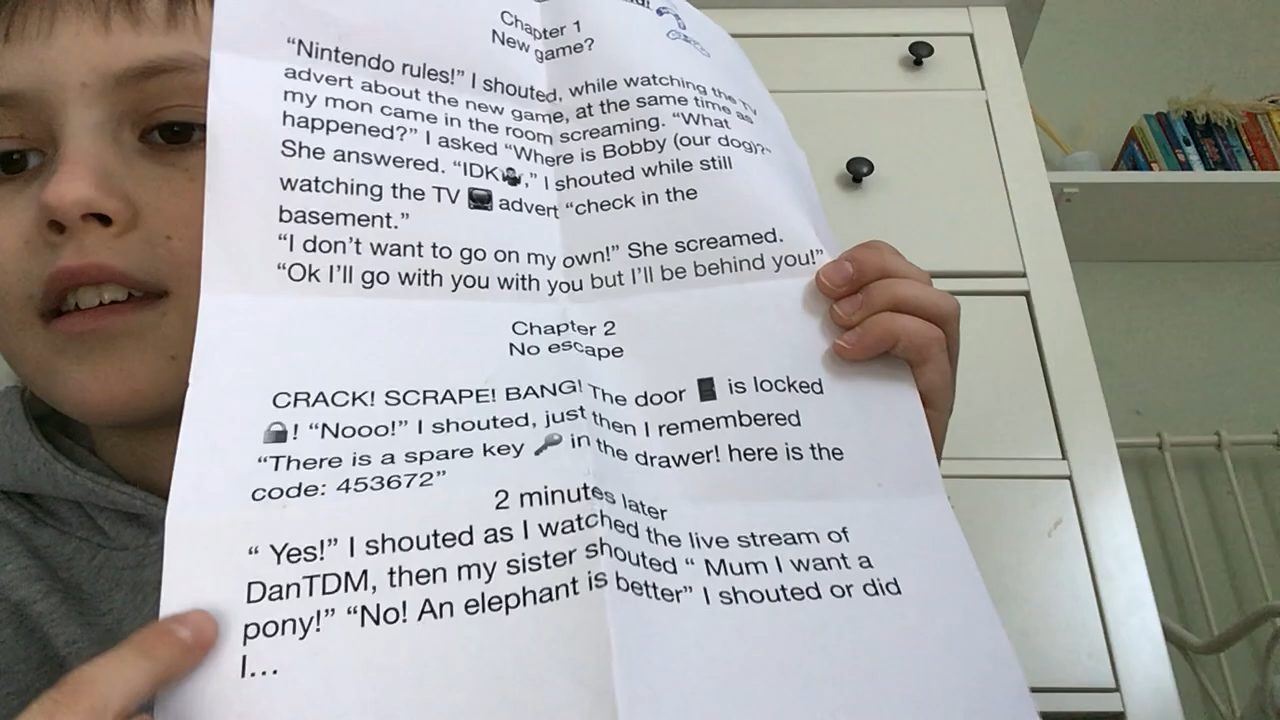 Chapter 1
New game?
“Nintendo rules!” I shouted, while watching the TV
advert about the new game, at the same time as
my mon came in the room screaming. “What
happened?” I asked “Where is Bobby (our dog)?”
She answered. “IDK🤷,” I shouted while still
watching the TV 📺 advert “check in the
basement.”
“I don’t want to go on my own!” She screamed.
“Ok I’ll go with you with you but I’ll be behind you!”
Chapter 2
No escape
CRACK! SCRAPE! BANG! The door 🚪 is locked
🔒! “Nooo!” I shouted, just then I remembered
“There is a spare key 🔑 in the drawer! here is the
code: 453672”
2 minutes later
“ Yes!” I shouted as I watched the live stream of
DanTDM, then my sister shouted “ Mum I want a
pony!” “No! An elephant is better” I shouted or did
I...